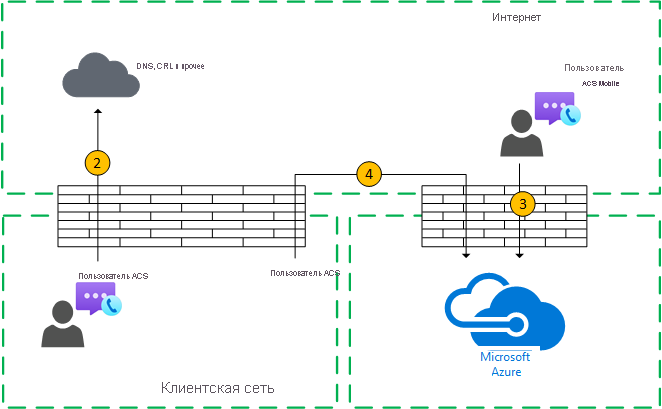 Интернет
DNS, CRL и прочее
Пользователь
ACS Mobile
2
4
3
Пользователь ACS
Пользователь ACS
Microsoft
Azure
Клиентская сеть